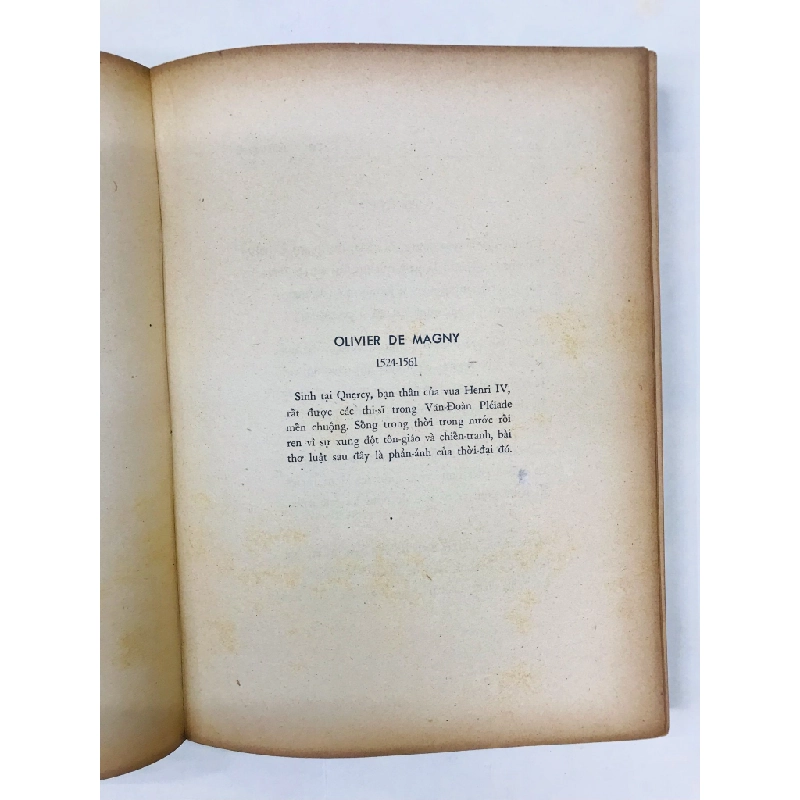 OLIVIER DE MAGNY
1524-1561
Sinh tại Quercy, bạn thân của vua Henri IV,
rất được các thi-sĩ trong Văn-Đoàn Pléiade
mến chuộng. Sống trong thời trong nước rối
ren vì sự xung đột tôn-giáo và chiến-tranh, bài
thơ luật sau đây là phản-ảnh của thời-đại đó.